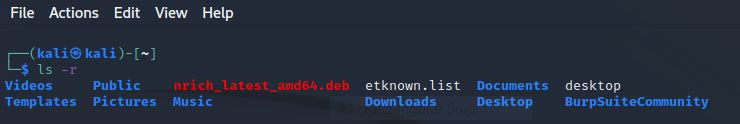 File Actions Edit View Help
┌──(kali㉿kali)-[~]
└─$ ls -r
Videos Public nrich_latest_amd64.deb etknown.list Documents desktop
Templates Pictures Music Downloads Desktop BurpSuiteCommunity